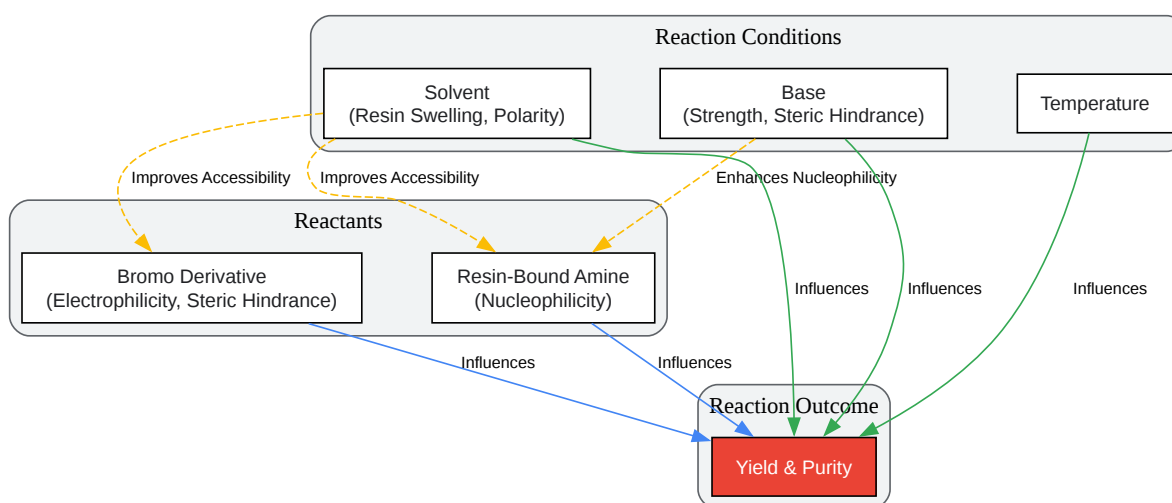 Reaction Conditions
Solvent
(Resin Swelling, Polarity)
Base
(Strength, Steric Hindrance)
Temperature
Improves Accessibility
Improves Accessibility
Enhances Nucleophilicity
Reactants
Bromo Derivative
(Electrophilicity, Steric Hindrance)
Resin-Bound Amine
(Nucleophilicity)
Influences
Influences
Influences
Influences
Influences
Reaction Outcome
Yield & Purity